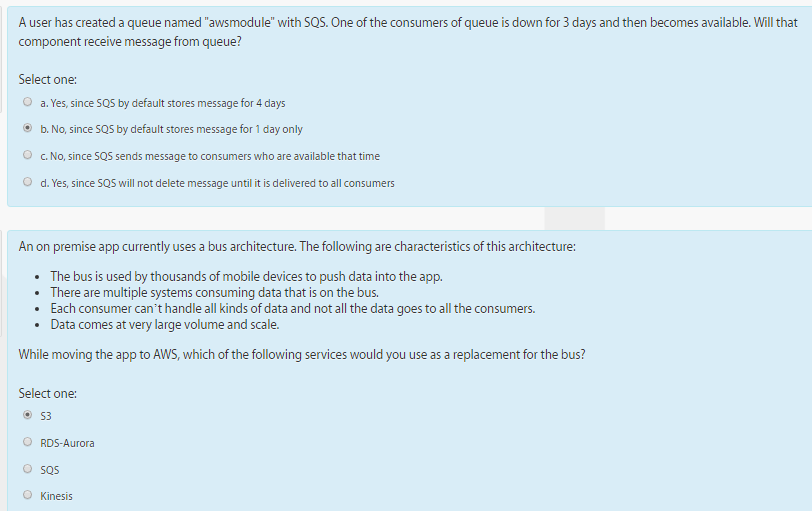 A user has created a queue named "awsmodule" with SQS. One of the consumers of queue is down for 3 days and then becomes available. Will that
component receive message from queue?
Select one:
a. Yes, since SQS by default stores message for 4 days
b. No, since SQS by default stores message for 1 day only
c. No, since SQS sends message to consumers who are available that time
d. Yes, since SQS will not delete message until it is delivered to all consumers
An on premise app currently uses a bus architecture. The following are characteristics of this architecture:
• The bus is used by thousands of mobile devices to push data into the app.
• There are multiple systems consuming data that is on the bus.
• Each consumer can't handle all kinds of data and not all the data goes to all the consumers.
• Data comes at very large volume and scale.
While moving the app to AWS, which of the following services would you use as a replacement for the bus?
Select one:
S3
RDS-Aurora
SQS
Kinesis